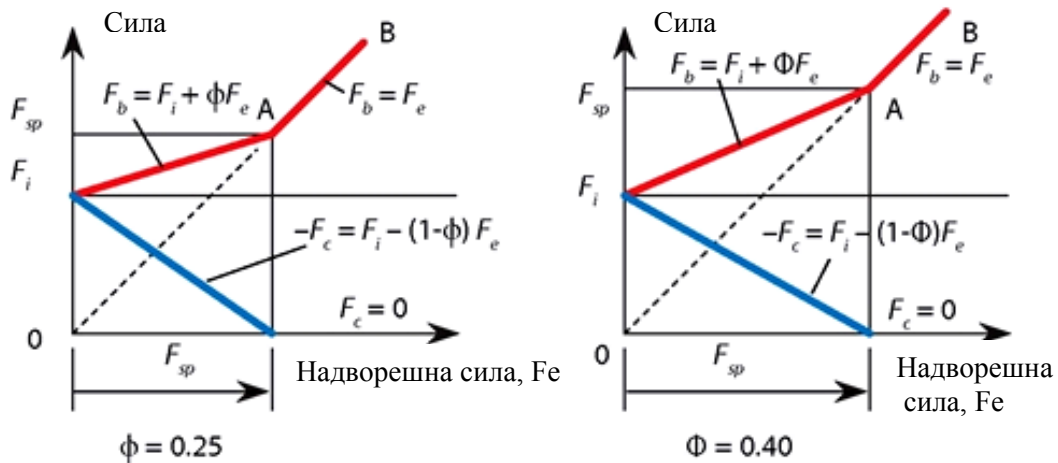 Сила
B
F_b = F_i + ϕF_e
A
F_b = F_e
F_sp
F_i
–F_c = F_i – (1-ϕ) F_e
F_c = 0
0
F_sp
Надворешна сила, Fe
ϕ = 0.25
Сила
B
F_b = F_i + ΦF_e
F_b = F_e
F_sp
A
F_i
–F_c = F_i – (1-Φ)F_e
F_c = 0
0
F_sp
Надворешна
сила, Fe
Φ = 0.40